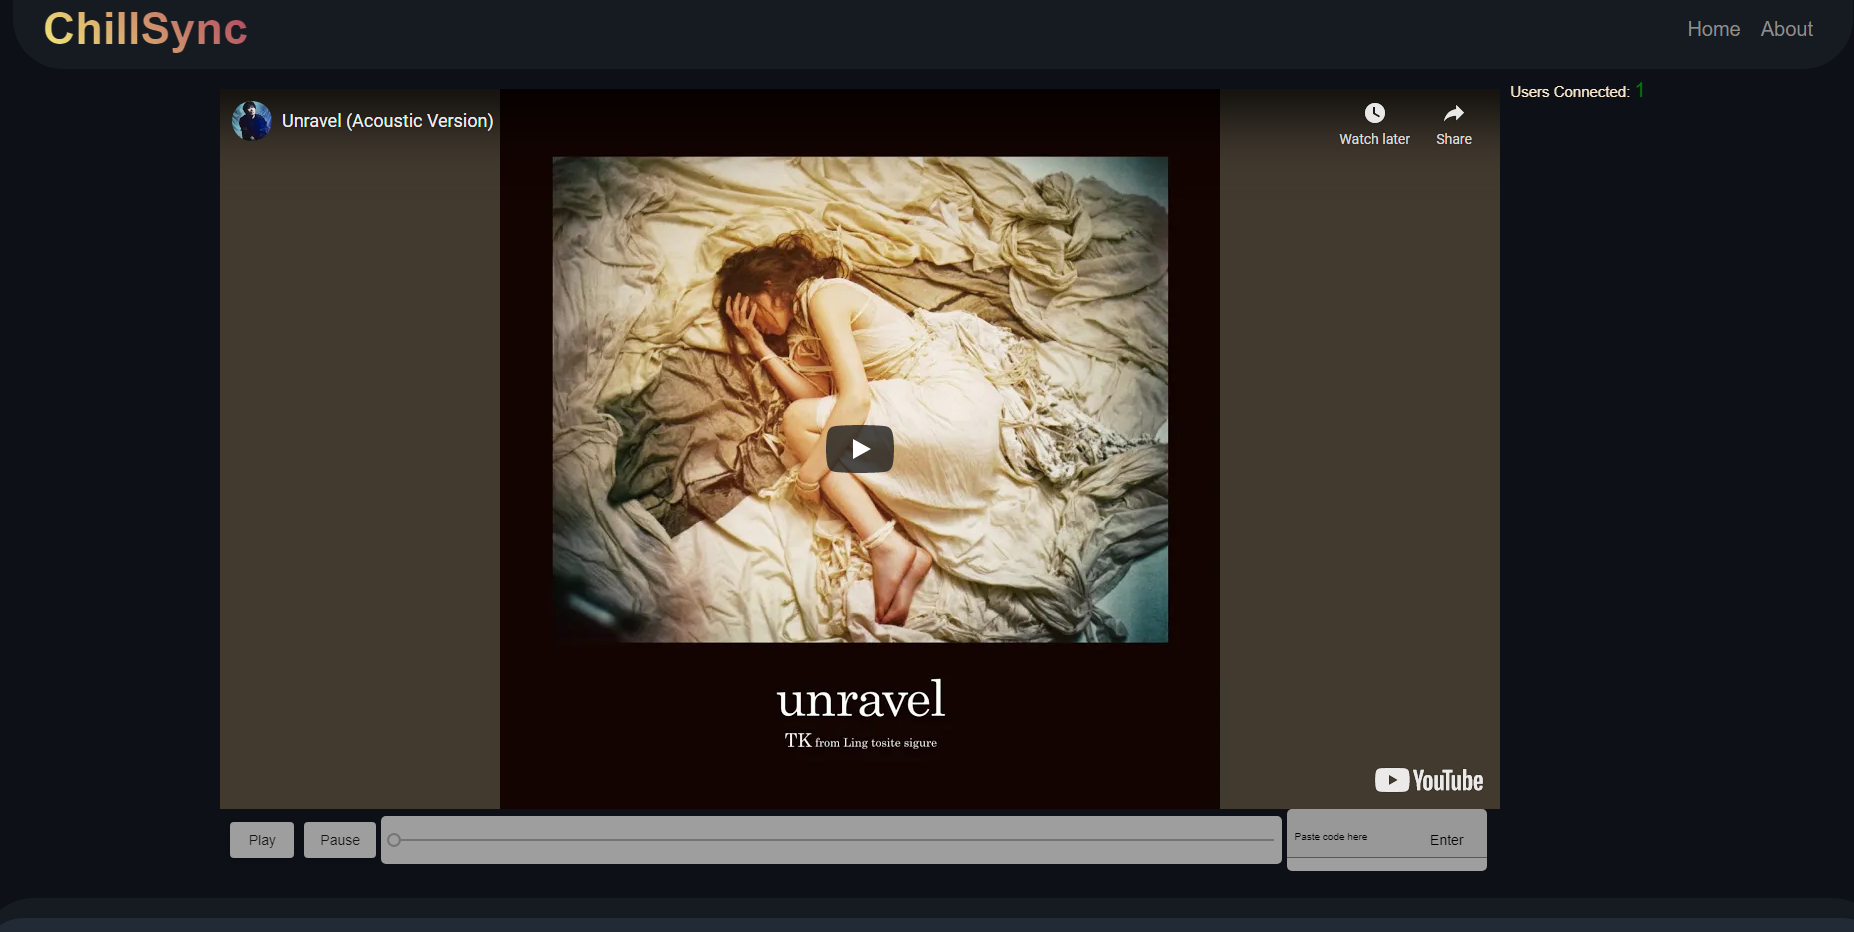 ChillSync
Home About
Users Connected: 1
Unravel (Acoustic Version)
Watch later
Share
unravel
TK from Ling tosite sigure
YouTube
Play
Pause
Paste code here
Enter